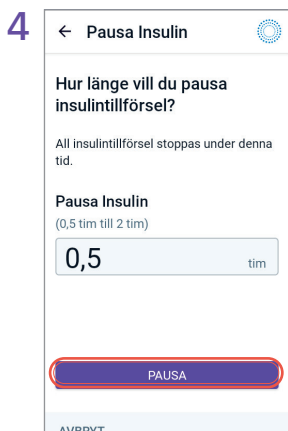 4
← Pausa Insulin
Hur länge vill du pausa
insulintillförsel?
All insulintillförsel stoppas under denna
tid.
Pausa Insulin
(0,5 tim till 2 tim)
0,5 tim
PAUSA
AVBRYT